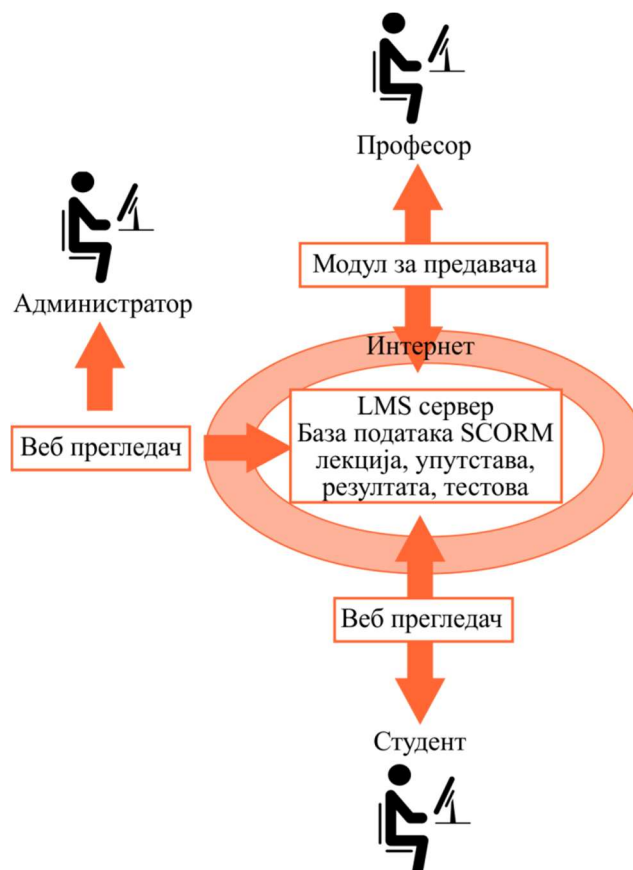 Професор
Модул за предавача
Администратор
Интернет
LMS сервер
База података SCORM
лекција, упутстава,
резултата, тестова
Веб прегледач
Веб прегледач
Студент